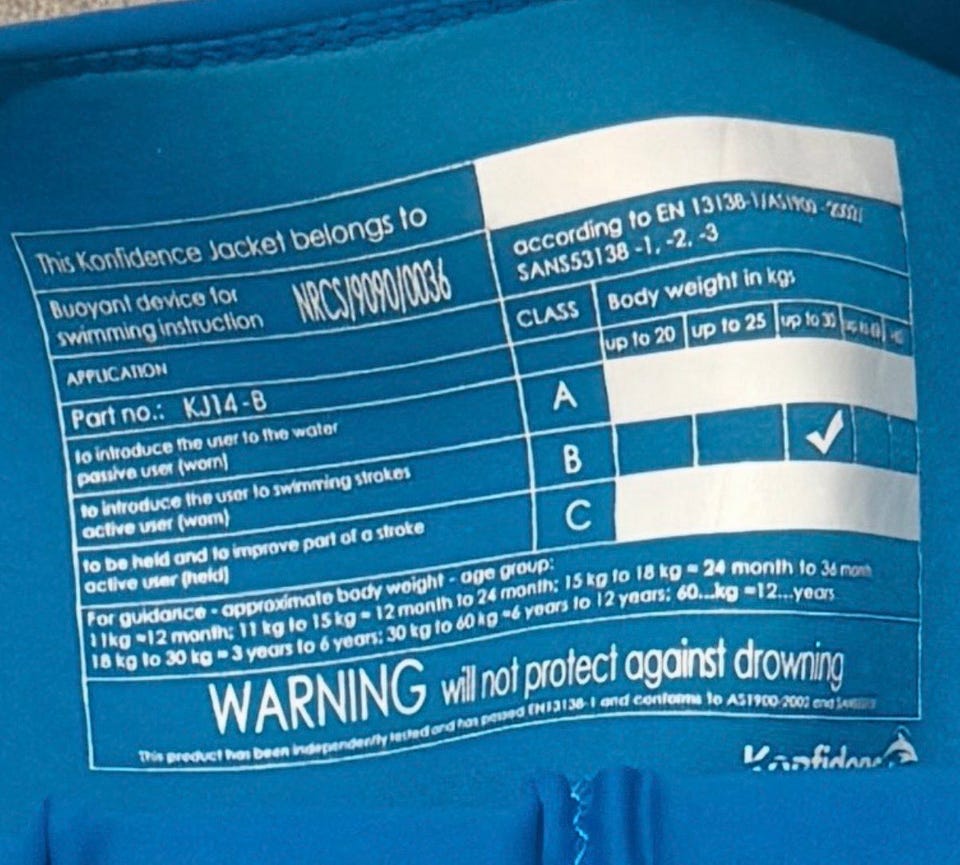 This Konfidence Jacket belongs to
Buoyant device for
swimming instruction
NRCS/9090/0036
according to EN 13138-1/AS1900
SANS53138 -1, -2, -3
APPLICATION
CLASS
Body weight in kgs
up to 20 up to 25 up to 30
Part no.: KJ14-B
to introduce the user to the water
passive user (worn)
A
to introduce the user to swimming strokes
active user (worn)
B
to be held and to improve part of a stroke
active user (held)
C
For guidance - approximate body weight - age group:
11kg ~12 month; 11 kg to 15 kg ~ 12 month to 24 month; 15 kg to 18 kg ~ 24 month to 36 month
18 kg to 30 kg ~ 3 years to 6 years; 30 kg to 60 kg ~6 years to 12 years; 60...kg ~12...years
WARNING will not protect against drowning
This product has been independently tested and has passed EN13138-1 and conforms to AS1900-2002 and
Konfidence